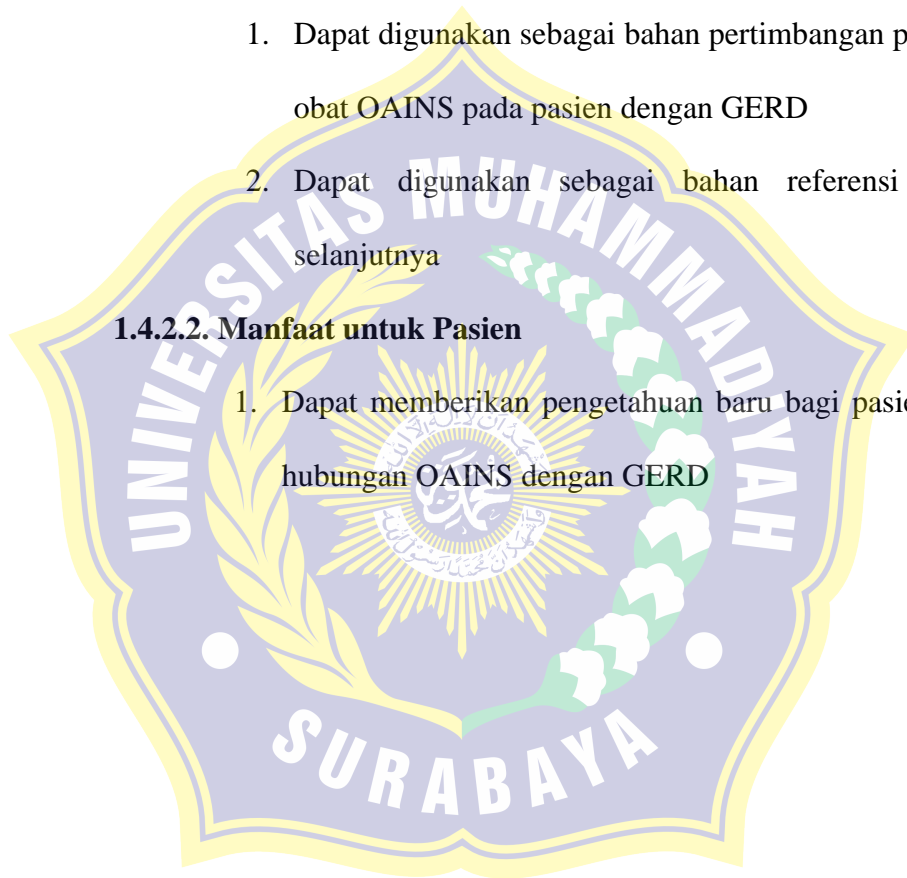 1. Dapat digunakan sebagai bahan pertimbangan p
obat OAINS pada pasien dengan GERD
2. Dapat digunakan sebagai bahan referensi
selanjutnya
1.4.2.2. Manfaat untuk Pasien
1. Dapat memberikan pengetahuan baru bagi pasi
hubungan OAINS dengan GERD
UNIVERSITAS MUHAMMADIYAH
SURABAYA